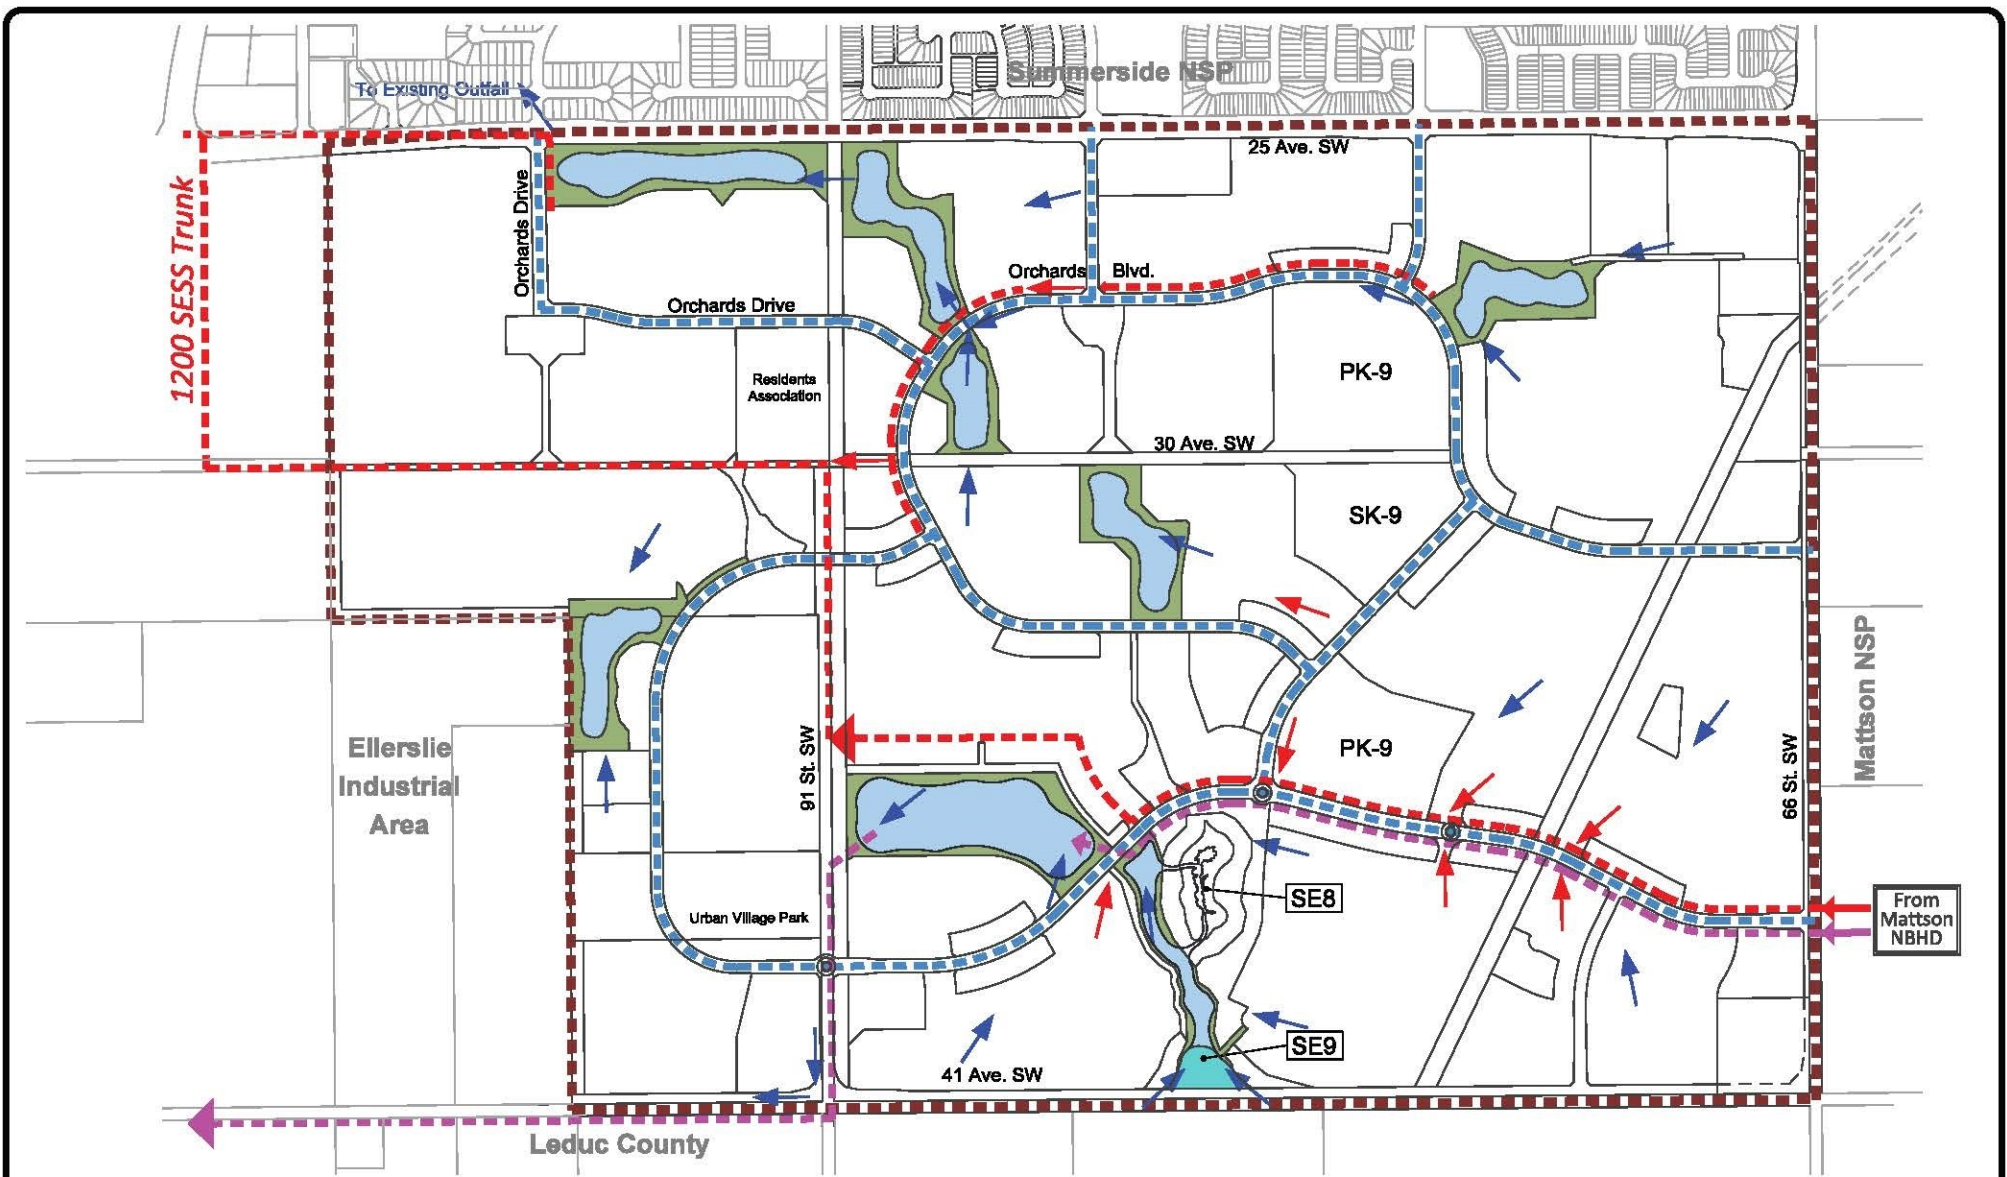 Summerside NSP
To Existing Outfall
25 Ave. SW
1200 SESS Trunk
Orchards Drive
Orchards Blvd.
Orchards Drive
Residents
Association
PK-9
30 Ave. SW
SK-9
Ellerslie
Industrial
Area
91 St. SW
PK-9
66 St. SW
Mattson NSP
SE8
From
Mattson
NBHD
Urban Village Park
SE9
41 Ave. SW
Leduc County